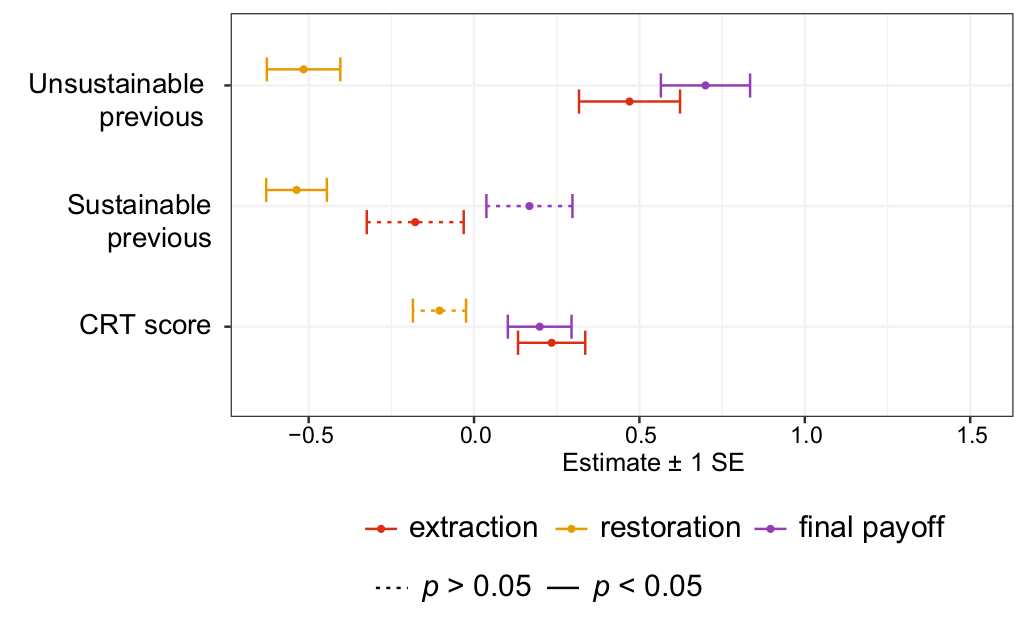 Unsustainable
previous
Sustainable
previous
CRT score
−0.5 0.0 0.5 1.0 1.5
Estimate ± 1 SE
extraction restoration final payoff
p > 0.05 p < 0.05